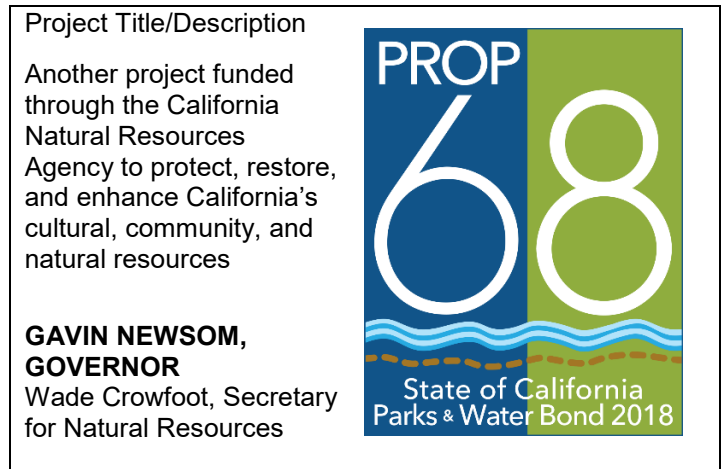 Project Title/Description
Another project funded
through the California
Natural Resources
Agency to protect, restore,
and enhance California’s
cultural, community, and
natural resources
GAVIN NEWSOM,
GOVERNOR
Wade Crowfoot, Secretary
for Natural Resources
PROP
68
State of California
Parks & Water Bond 2018